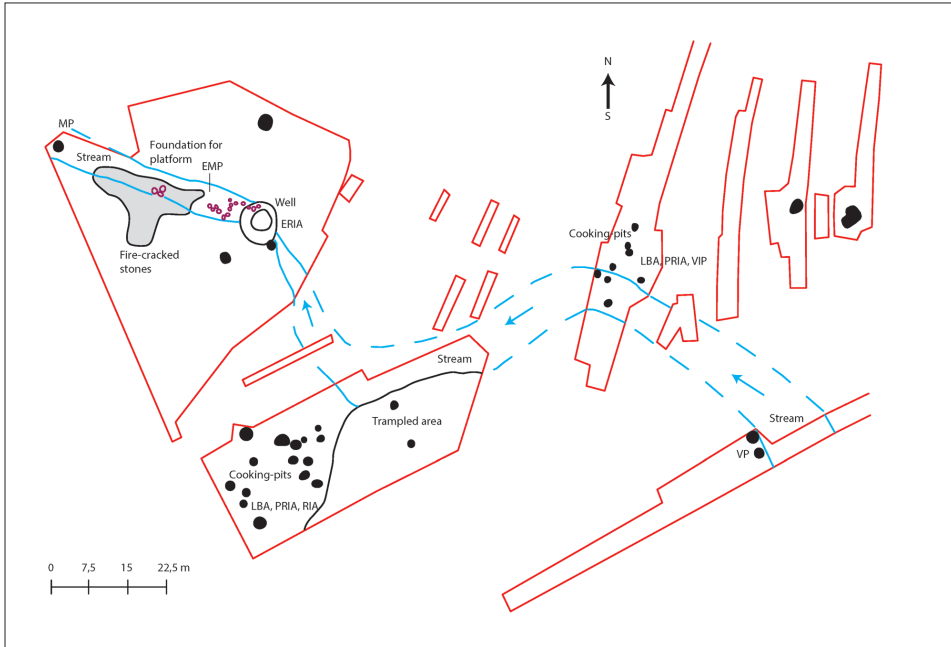 MP
Stream
Foundation for
platform
EMP
Well
ERIA
Fire-cracked
stones
N
S
Cooking-pits
LBA, PRIA, VIP
Stream
Trampled area
Cooking-pits
LBA, PRIA, RIA
Stream
VP
0 7,5 15 22,5 m